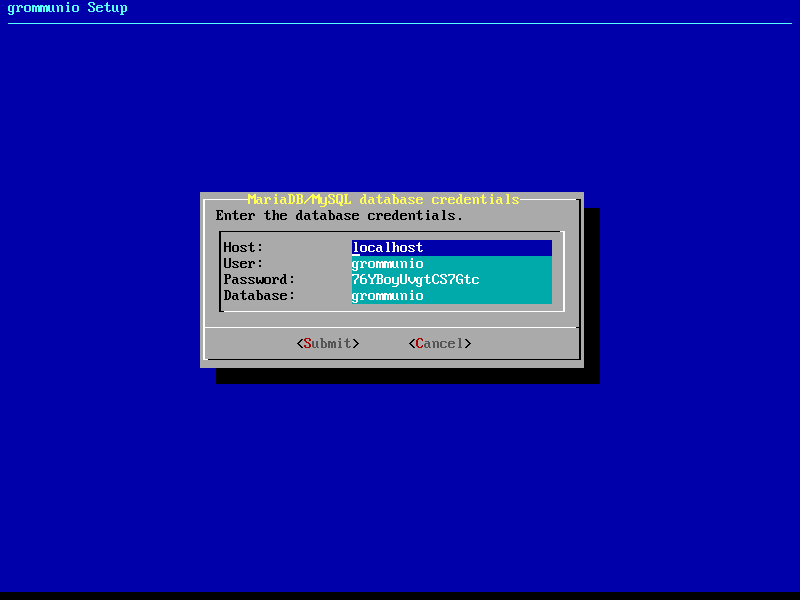 grommunio Setup
MariaDB/MySQL database credentials
Enter the database credentials.
Host: localhost
User: grommunio
Password: 76YBoyUvgtCS7Gtc
Database: grommunio
<Submit> <Cancel>